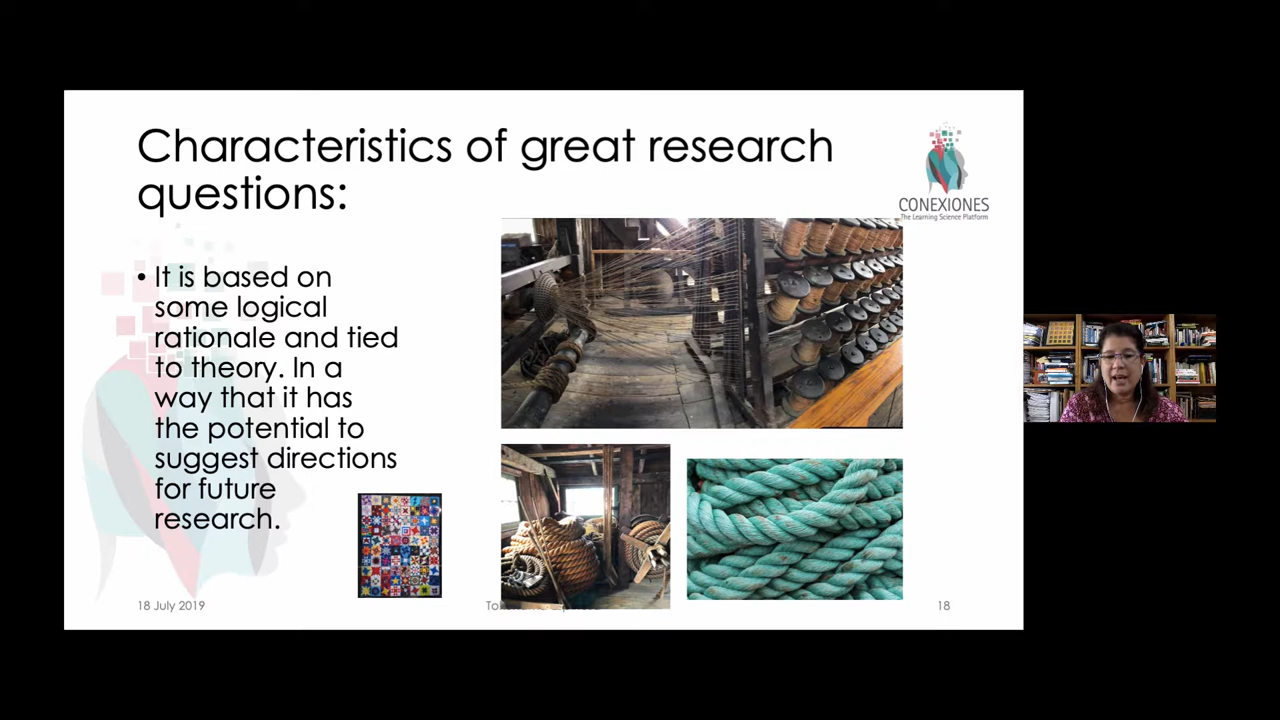 Characteristics of great research
questions:
CONEXIONES
The Learning Science Platform
• It is based on
some logical
rationale and tied
to theory. In a
way that it has
the potential to
suggest directions
for future
research.
18 July 2019
18